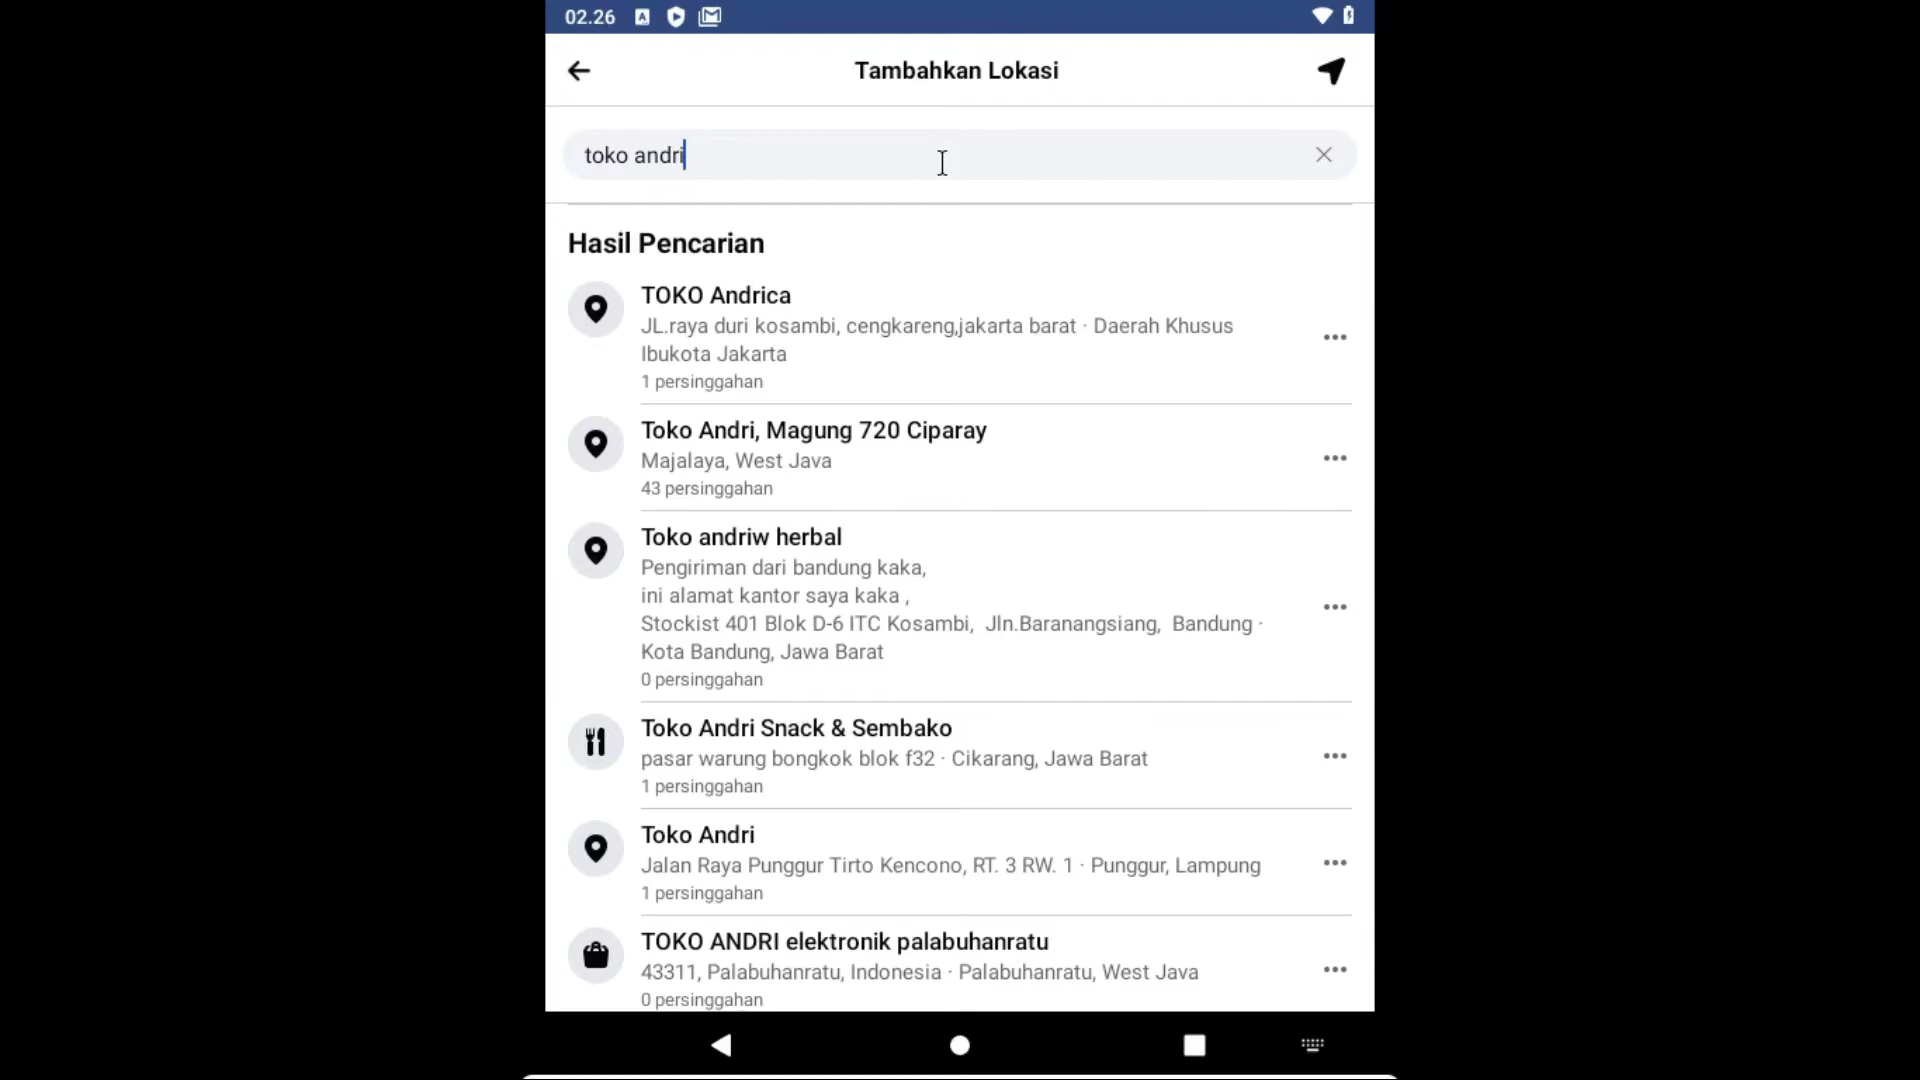 02.26
Tambahkan Lokasi
toko andri
Hasil Pencarian
TOKO Andrica
JL.raya duri kosambi, cengkareng,jakarta barat · Daerah Khusus
Ibukota Jakarta
1 persinggahan
Toko Andri, Magung 720 Ciparay
Majalaya, West Java
43 persinggahan
Toko andriw herbal
Pengiriman dari bandung kaka,
ini alamat kantor saya kaka ,
Stockist 401 Blok D-6 ITC Kosambi,  Jln.Baranangsiang,  Bandung ·
Kota Bandung, Jawa Barat
0 persinggahan
Toko Andri Snack & Sembako
pasar warung bongkok blok f32 · Cikarang, Jawa Barat
1 persinggahan
Toko Andri
Jalan Raya Punggur Tirto Kencono, RT. 3 RW. 1 · Punggur, Lampung
1 persinggahan
TOKO ANDRI elektronik palabuhanratu
43311, Palabuhanratu, Indonesia · Palabuhanratu, West Java
0 persinggahan